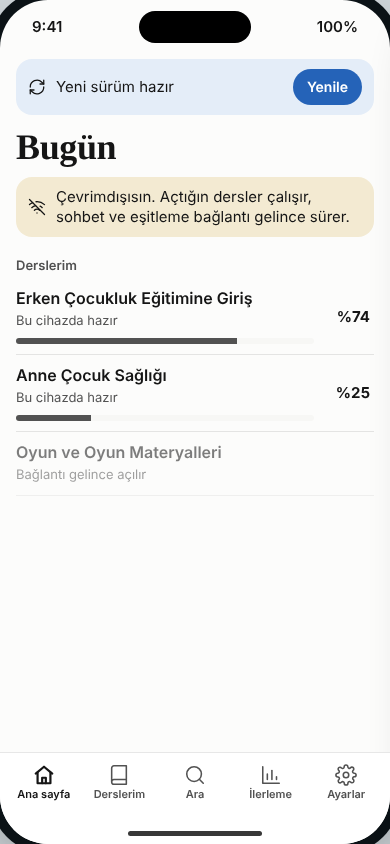 9:41
100%
Yeni sürüm hazır
Yenile
Bugün
Çevrimdışısın. Açtığın dersler çalışır,
sohbet ve eşitleme bağlantı gelince sürer.
Derslerim
Erken Çocukluk Eğitimine Giriş
Bu cihazda hazır
%74
Anne Çocuk Sağlığı
Bu cihazda hazır
%25
Oyun ve Oyun Materyalleri
Bağlantı gelince açılır
Ana sayfa
Derslerim
Ara
İlerleme
Ayarlar